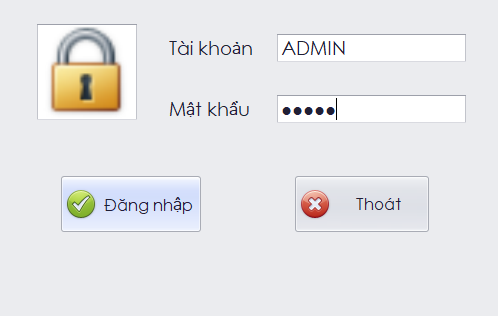 Tài khoản ADMIN
Mật khẩu ●●●●●
Đăng nhập Thoát